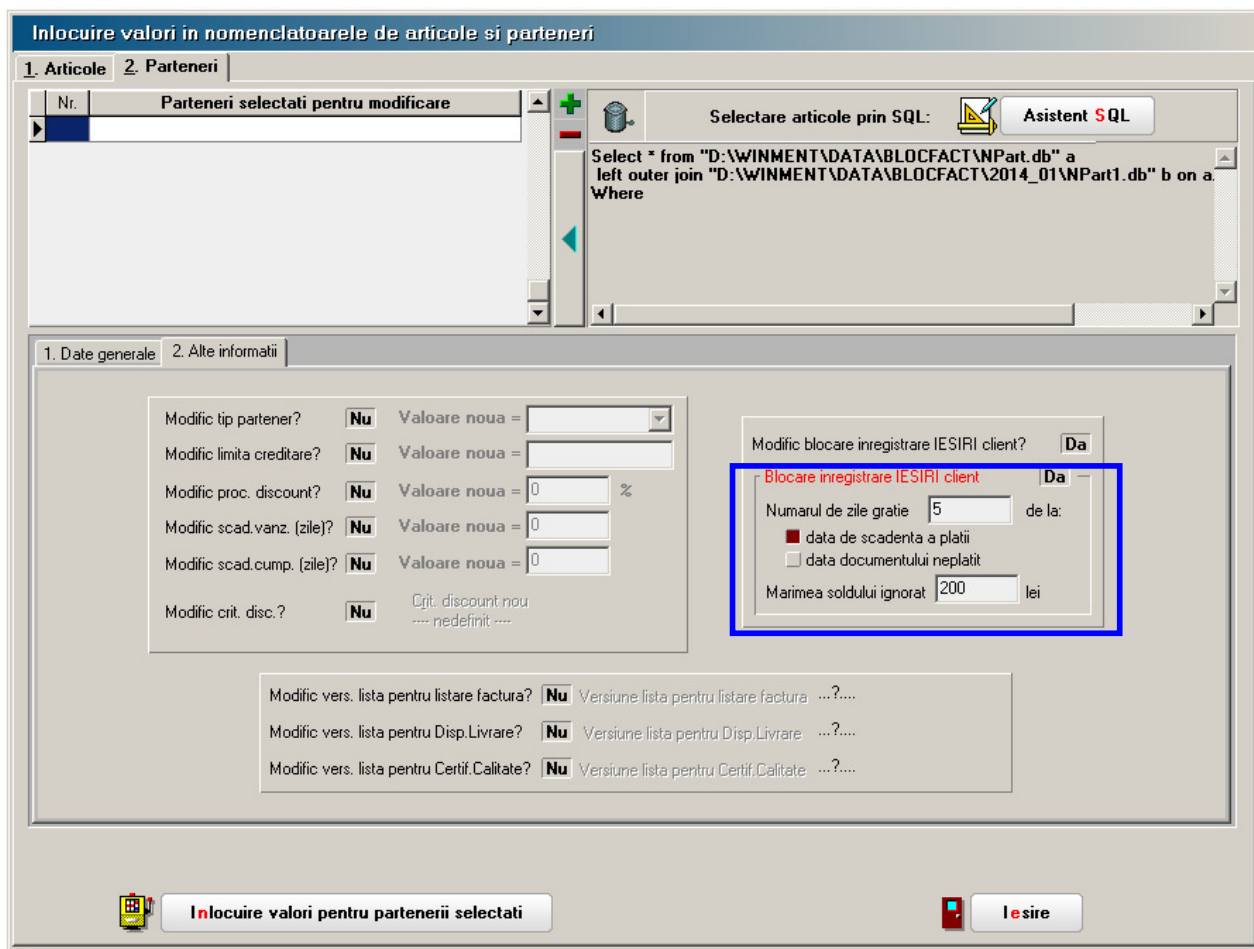 Inlocuire valori in nomenclatoarele de articole si parteneri
1. Articole 2. Parteneri
Nr. Parteneri selectati pentru modificare
Selectare articole prin SQL: Asistent SQL
Select * from "D:\WINMENT\DATA\BLOCFACT\NPart.db" a
left outer join "D:\WINMENT\DATA\BLOCFACT\2014_01\NPart1.db" b on a.
Where
1. Date generale 2. Alte informatii
Modific tip partener? Nu Valoare noua =
Modific limita creditare? Nu Valoare noua =
Modific proc. discount? Nu Valoare noua = 0 %
Modific scad.vanz. (zile)? Nu Valoare noua = 0
Modific scad.cump. (zile)? Nu Valoare noua = 0
Modific crit. disc.? Nu Crit. discount nou
---- nedefinit ----
Modific blocare inregistrare IESIRI client? Da
Blocare inregistrare IESIRI client Da
Numarul de zile gratie 5 de la:
data de scadenta a platii
data documentului neplatit
Marimea soldului ignorat 200 lei
Modific vers. lista pentru listare factura? Nu Versiune lista pentru listare factura ...?....
Modific vers. lista pentru Disp.Livrare? Nu Versiune lista pentru Disp.Livrare ...?....
Modific vers. lista pentru Certif.Calitate? Nu Versiune lista pentru Certif.Calitate ...?....
Inlocuire valori pentru partenerii selectati
Iesire